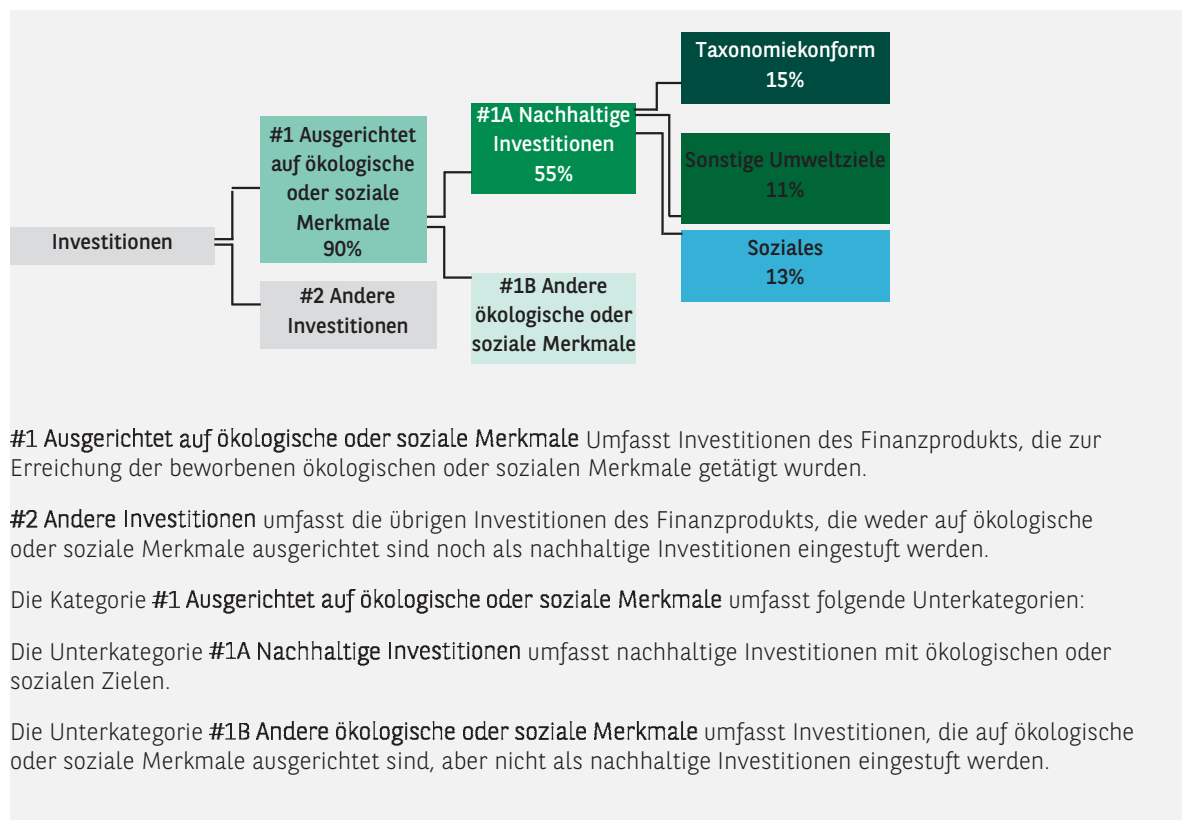 Taxonomiekonform
15%
#1A Nachhaltige
Investitionen
55%
#1 Ausgerichtet
auf ökologische
oder soziale
Merkmale
90%
Sonstige Umweltziele
11%
Investitionen
Soziales
13%
#2 Andere
Investitionen
#1B Andere
ökologische oder
soziale Merkmale
#1 Ausgerichtet auf ökologische oder soziale Merkmale Umfasst Investitionen des Finanzprodukts, die zur
Erreichung der beworbenen ökologischen oder sozialen Merkmale getätigt wurden.
#2 Andere Investitionen umfasst die übrigen Investitionen des Finanzprodukts, die weder auf ökologische
oder soziale Merkmale ausgerichtet sind noch als nachhaltige Investitionen eingestuft werden.
Die Kategorie #1 Ausgerichtet auf ökologische oder soziale Merkmale umfasst folgende Unterkategorien:
Die Unterkategorie #1A Nachhaltige Investitionen umfasst nachhaltige Investitionen mit ökologischen oder
sozialen Zielen.
Die Unterkategorie #1B Andere ökologische oder soziale Merkmale umfasst Investitionen, die auf ökologische
oder soziale Merkmale ausgerichtet sind, aber nicht als nachhaltige Investitionen eingestuft werden.